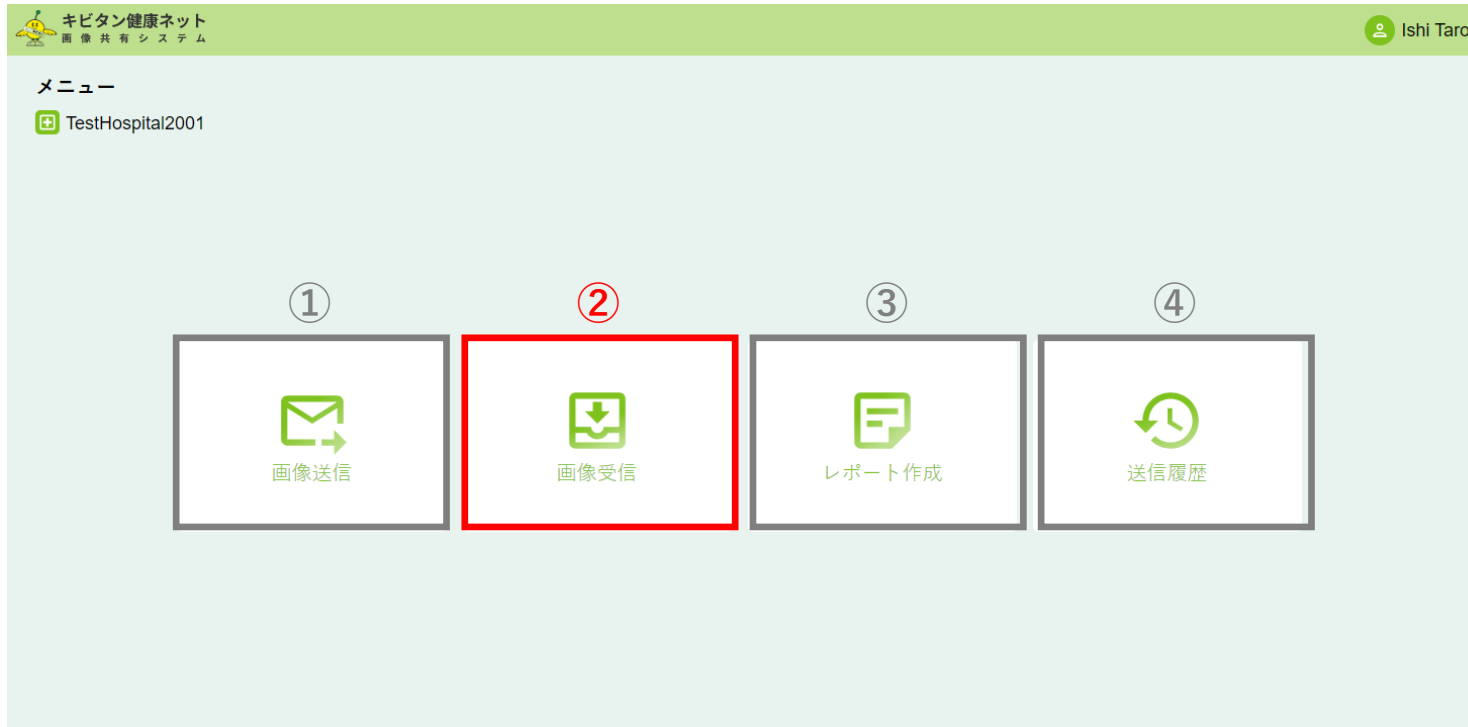 キビタン健康ネット
画像共有システム
Ishi Taro
メニュー
TestHospital2001
① ② ③ ④
画像送信 画像受信 レポート作成 送信履歴